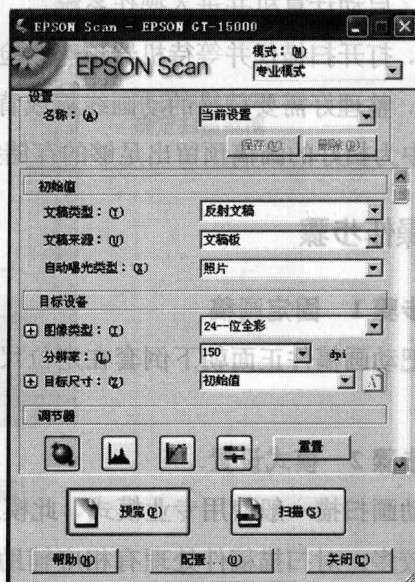 EPSON Scan - EPSON GT-15000
EPSON Scan
模式：(M)
专业模式
设置
名称：(A)
当前设置
保存(V)
删除(D)
初始值
文稿类型：(Y)
反射文稿
文稿来源：(U)
文稿板
自动曝光类型：(X)
照片
目标设备
图像类型：(I)
24--位全彩
分辨率：(L)
150
dpi
目标尺寸：(Z)
初始值
调节器
重置
预览(P)
扫描(S)
帮助(H)
配置 (O)
关闭(C)